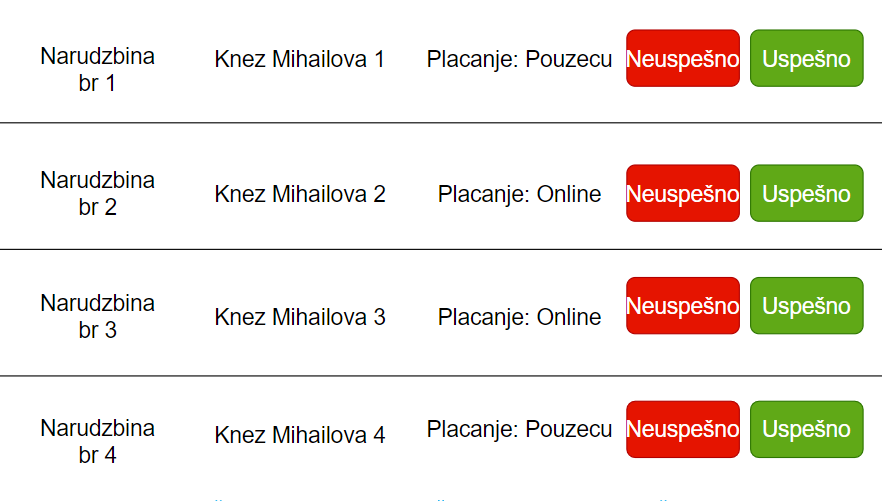 Narudzbina
br 1
Knez Mihailova 1
Placanje: Pouzecu
Neuspešno
Uspešno
Narudzbina
br 2
Knez Mihailova 2
Placanje: Online
Neuspešno
Uspešno
Narudzbina
br 3
Knez Mihailova 3
Placanje: Online
Neuspešno
Uspešno
Narudzbina
br 4
Knez Mihailova 4
Placanje: Pouzecu
Neuspešno
Uspešno